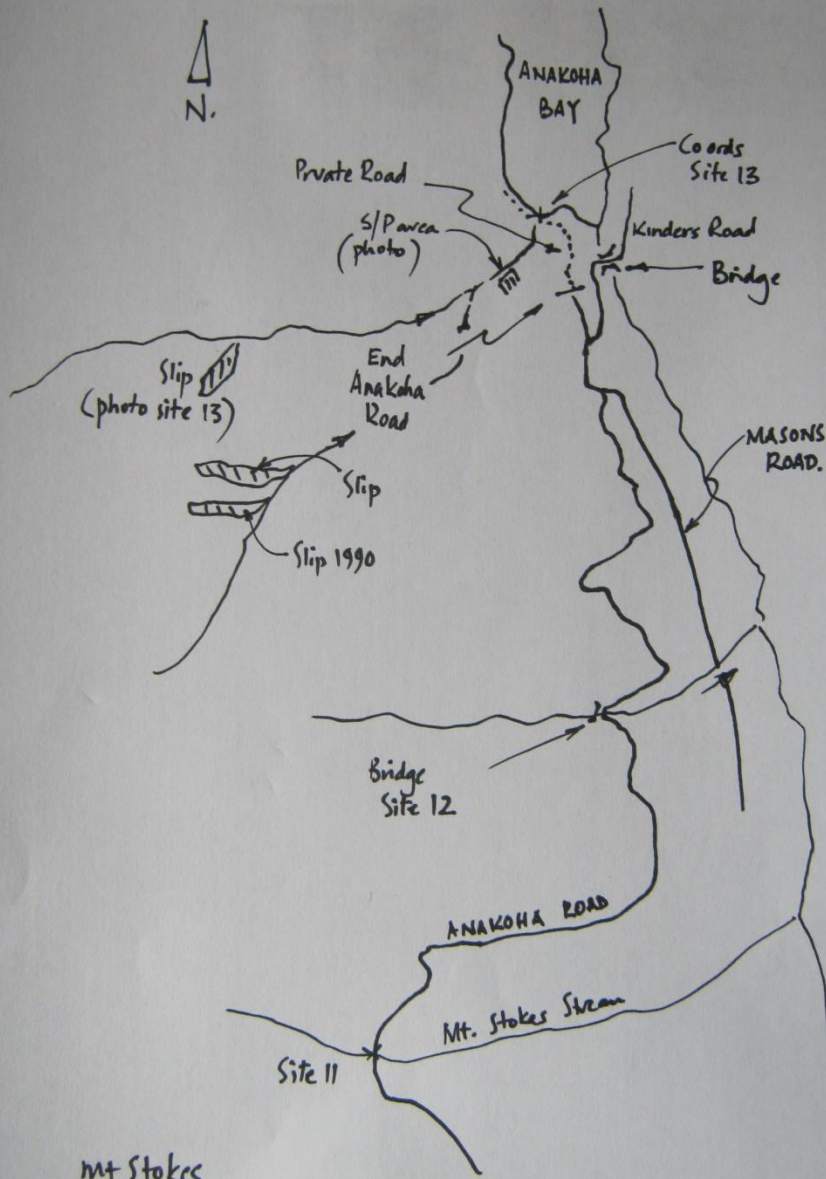 N.
ANAKOHA
BAY
Coords
Site 13
Prvate Road
S/P area
(photo)
Kinders Road
Bridge
End
Anakoha
Road
Slip
(photo site 13)
MASONS
ROAD.
Slip
Slip 1990
Bridge
Site 12
ANAKOHA ROAD
Mt. Stokes Stream
Site 11
Mt Stokes